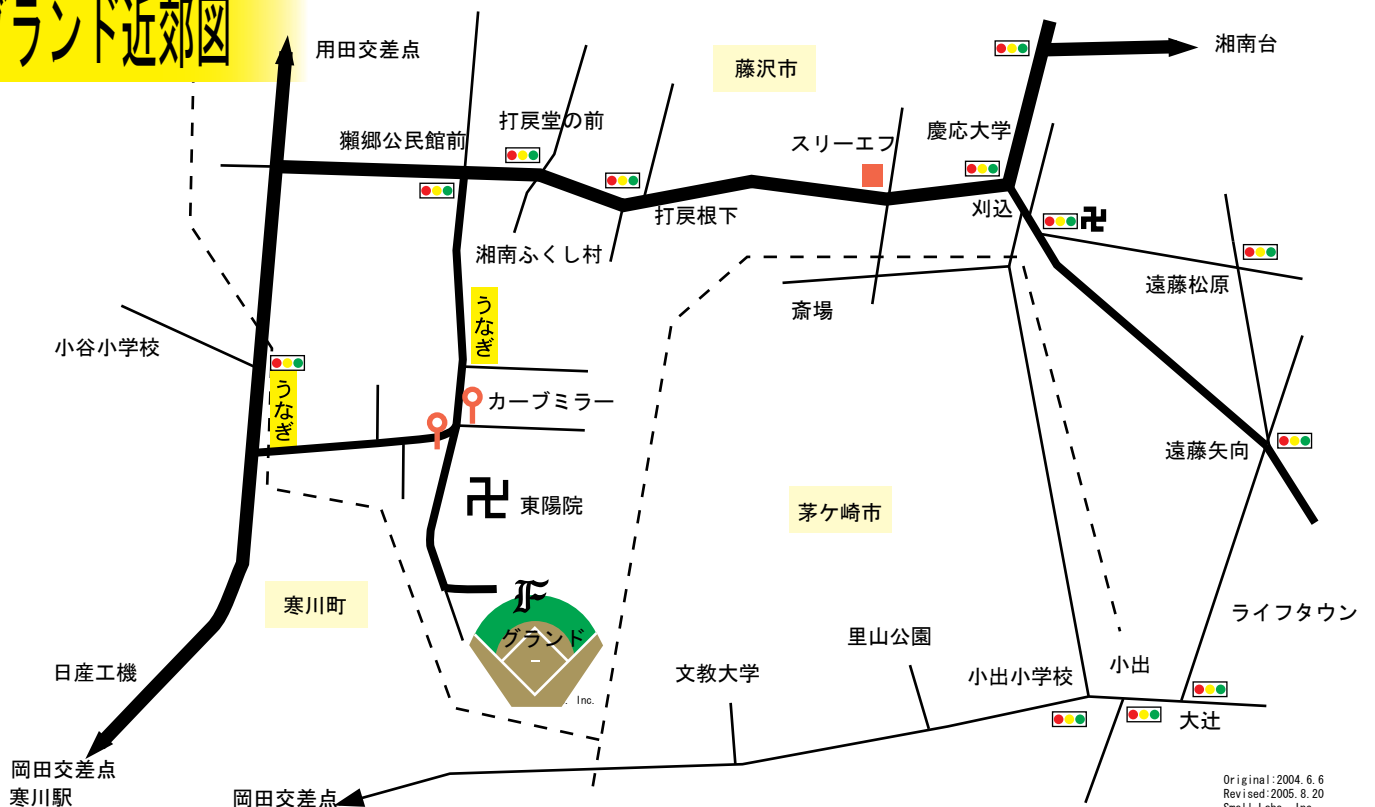 グランド近郊図
用田交差点
藤沢市
湘南台
獺郷公民館前
打戻堂の前
スリーエフ
慶応大学
打戻根下
刈込
卍
湘南ふくし村
遠藤松原
斎場
うなぎ
小谷小学校
うなぎ
カーブミラー
遠藤矢向
卍
東陽院
茅ケ崎市
寒川町
F
グランド
Inc.
ライフタウン
里山公園
文教大学
小出小学校
小出
日産工機
大辻
岡田交差点
寒川駅
岡田交差点
Original:2004.6.6
Revised:2005.8.20
Small Labo. Inc.